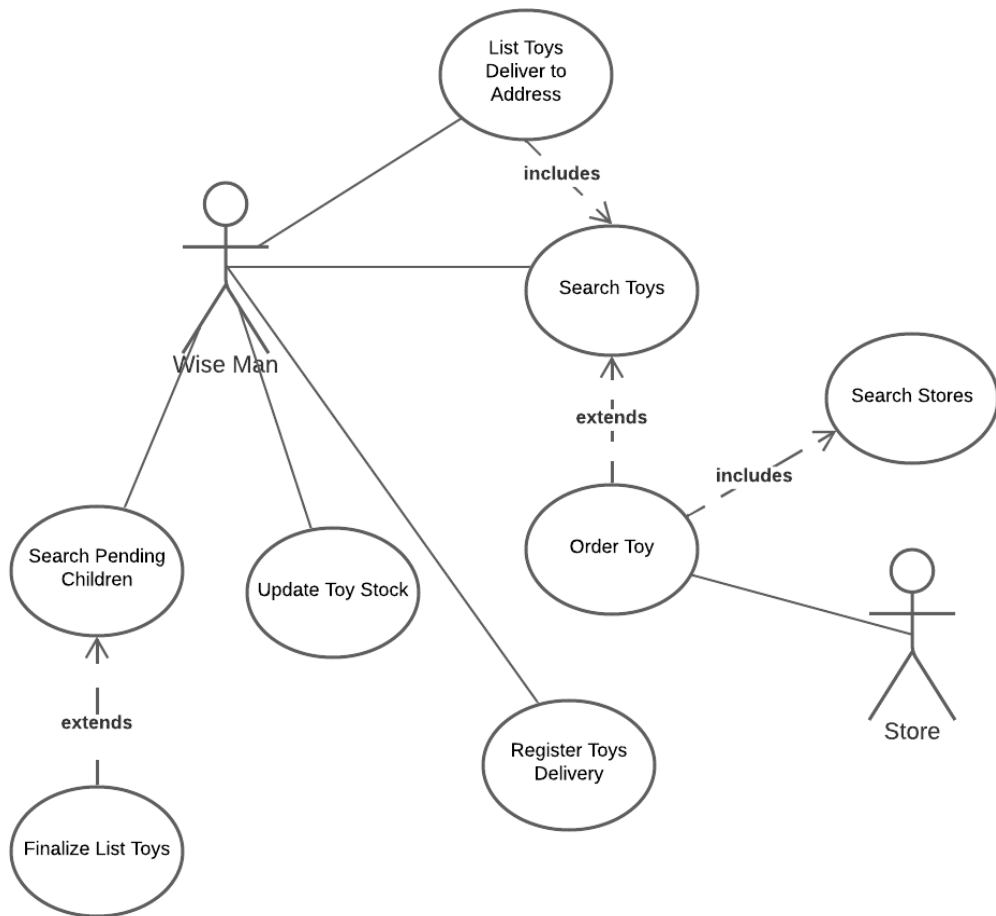 List Toys
Deliver to
Address
includes
Search Toys
Wise Man
Search Stores
extends
includes
Order Toy
Search Pending
Children
Update Toy Stock
extends
Register Toys
Delivery
Store
Finalize List Toys